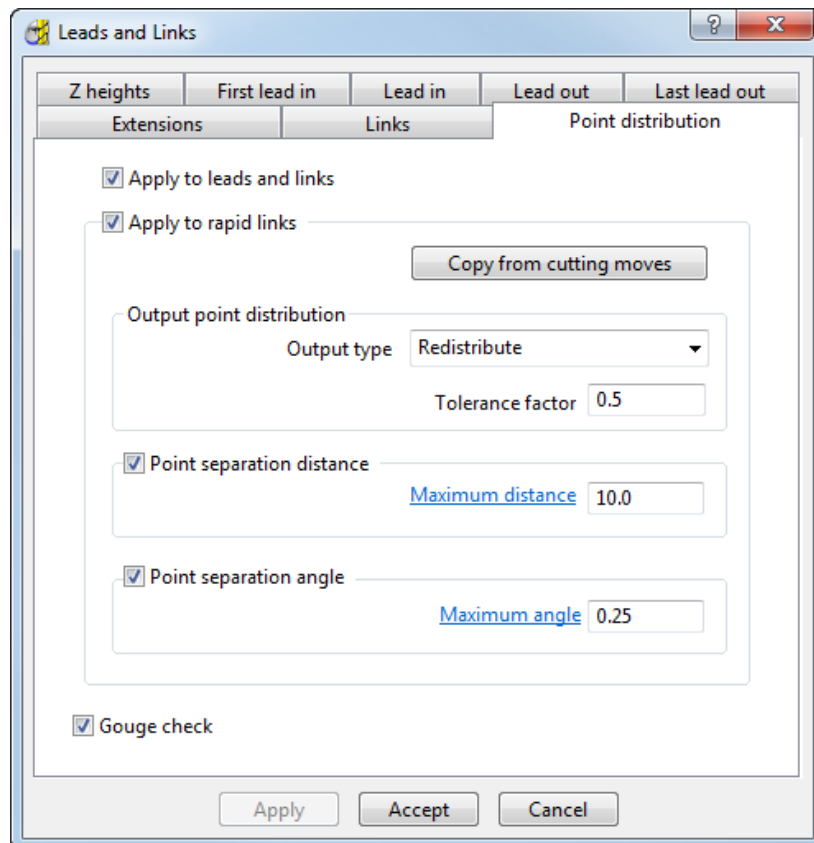 Leads and Links
Z heights First lead in Lead in Lead out Last lead out
Extensions Links Point distribution
Apply to leads and links
Apply to rapid links
Copy from cutting moves
Output point distribution
Output type Redistribute
Tolerance factor 0.5
Point separation distance
Maximum distance 10.0
Point separation angle
Maximum angle 0.25
Gouge check
Apply Accept Cancel